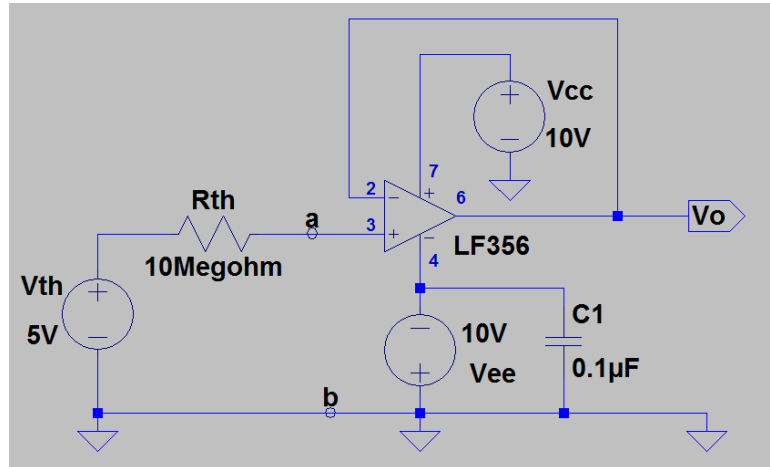 Vcc
10V
7
+
2
6
-
Rth
a
3
+
-
Vo
10Megohm
LF356
4
Vth
5V
+
-
+
-
-
10V
C1
+
Vee
0.1µF
b